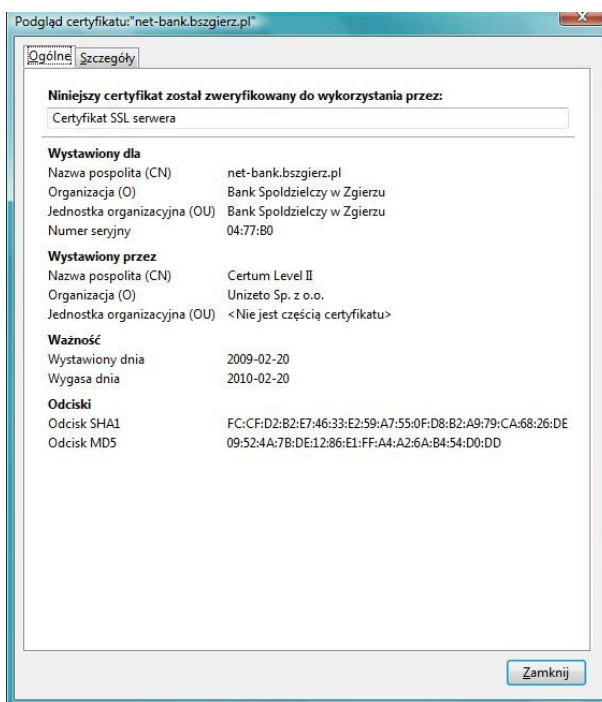 Podgląd certyfikatu:"net-bank.bszgierz.pl"
Ogólne Szczegóły
Niniejszy certyfikat został zweryfikowany do wykorzystania przez:
Certyfikat SSL serwera
Wystawiony dla
Nazwa pospolita (CN) net-bank.bszgierz.pl
Organizacja (O) Bank Spoldzielczy w Zgierzu
Jednostka organizacyjna (OU) Bank Spoldzielczy w Zgierzu
Numer seryjny 04:77:B0
Wystawiony przez
Nazwa pospolita (CN) Certum Level II
Organizacja (O) Unizeto Sp. z o.o.
Jednostka organizacyjna (OU) <Nie jest częścią certyfikatu>
Ważność
Wystawiony dnia 2009-02-20
Wygasa dnia 2010-02-20
Odciski
Odcisk SHA1 FC:CF:D2:B2:E7:46:33:E2:59:A7:55:0F:D8:B2:A9:79:CA:68:26:DE
Odcisk MD5 09:52:4A:7B:DE:12:86:E1:FF:A4:A2:6A:B4:54:D0:DD
Zamknij